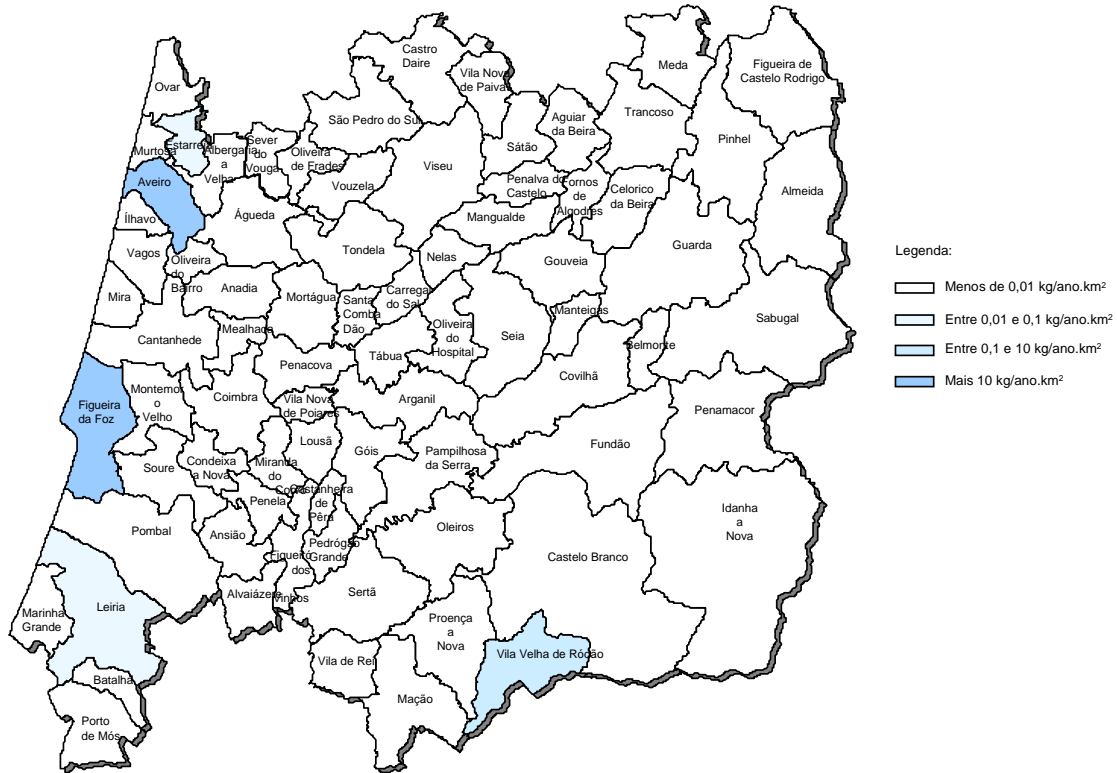 Castro
Daire
Meda
Figueira de
Castelo Rodrigo
Ovar
Vila Nova
de Paiva
Trancoso
São Pedro do Sul
Aguiar
da Beira
Pinhel
Estarreja
Murtosa
Albergaria
a
Velha
Sever
do
Vouga
Oliveira
de Frades
Sátão
Viseu
Aveiro
Vouzela
Penalva do
Castelo
Fornos
de
Algodres
Celorico
da Beira
Almeida
Ílhavo
Águeda
Mangualde
Guarda
Vagos
Oliveira
do
Bairro
Tondela
Nelas
Gouveia
Legenda:
Menos de 0,01 kg/ano.km²
Entre 0,01 e 0,1 kg/ano.km²
Entre 0,1 e 10 kg/ano.km²
Mais 10 kg/ano.km²
Mira
Anadia
Mortágua
Santa
Comba
Dão
Carregal
do Sal
Manteigas
Sabugal
Cantanhede
Mealhada
Oliveira
do
Hospital
Seia
Belmonte
Tábua
Penacova
Covilhã
Figueira
da Foz
Montemor
o
Velho
Coimbra
Vila Nova
de Poiares
Arganil
Penamacor
Lousã
Góis
Pampilhosa
da Serra
Fundão
Soure
Condeixa
a Nova
Miranda
do
Corvo
Castanheira
de
Pêra
Penela
Idanha
a
Nova
Pombal
Ansião
Oleiros
Pedrógão
Grande
Figueiró
dos
Vinhos
Castelo Branco
Alvaiázere
Sertã
Leiria
Marinha
Grande
Proença
a
Nova
Vila de Rei
Vila Velha de Ródão
Batalha
Mação
Porto
de Mós